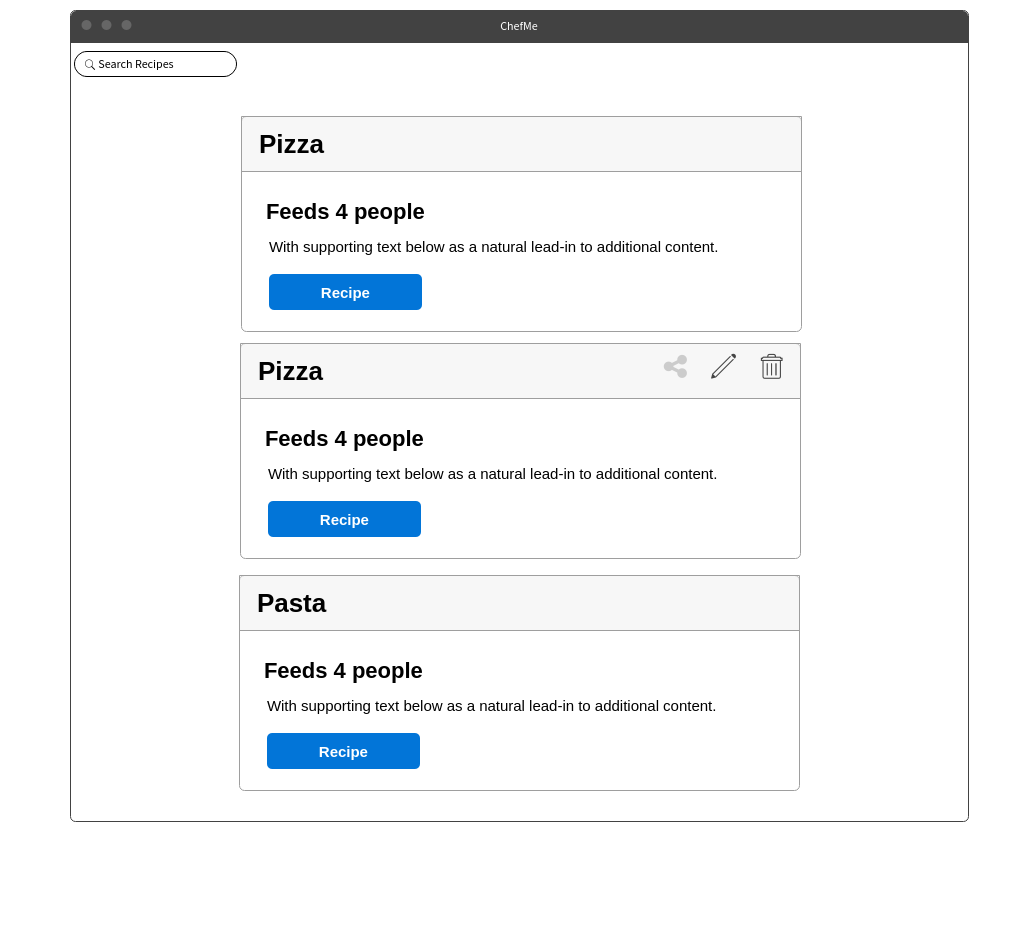 ChefMe
Search Recipes
Pizza
Feeds 4 people
With supporting text below as a natural lead-in to additional content.
Recipe
Pizza
Feeds 4 people
With supporting text below as a natural lead-in to additional content.
Recipe
Pasta
Feeds 4 people
With supporting text below as a natural lead-in to additional content.
Recipe